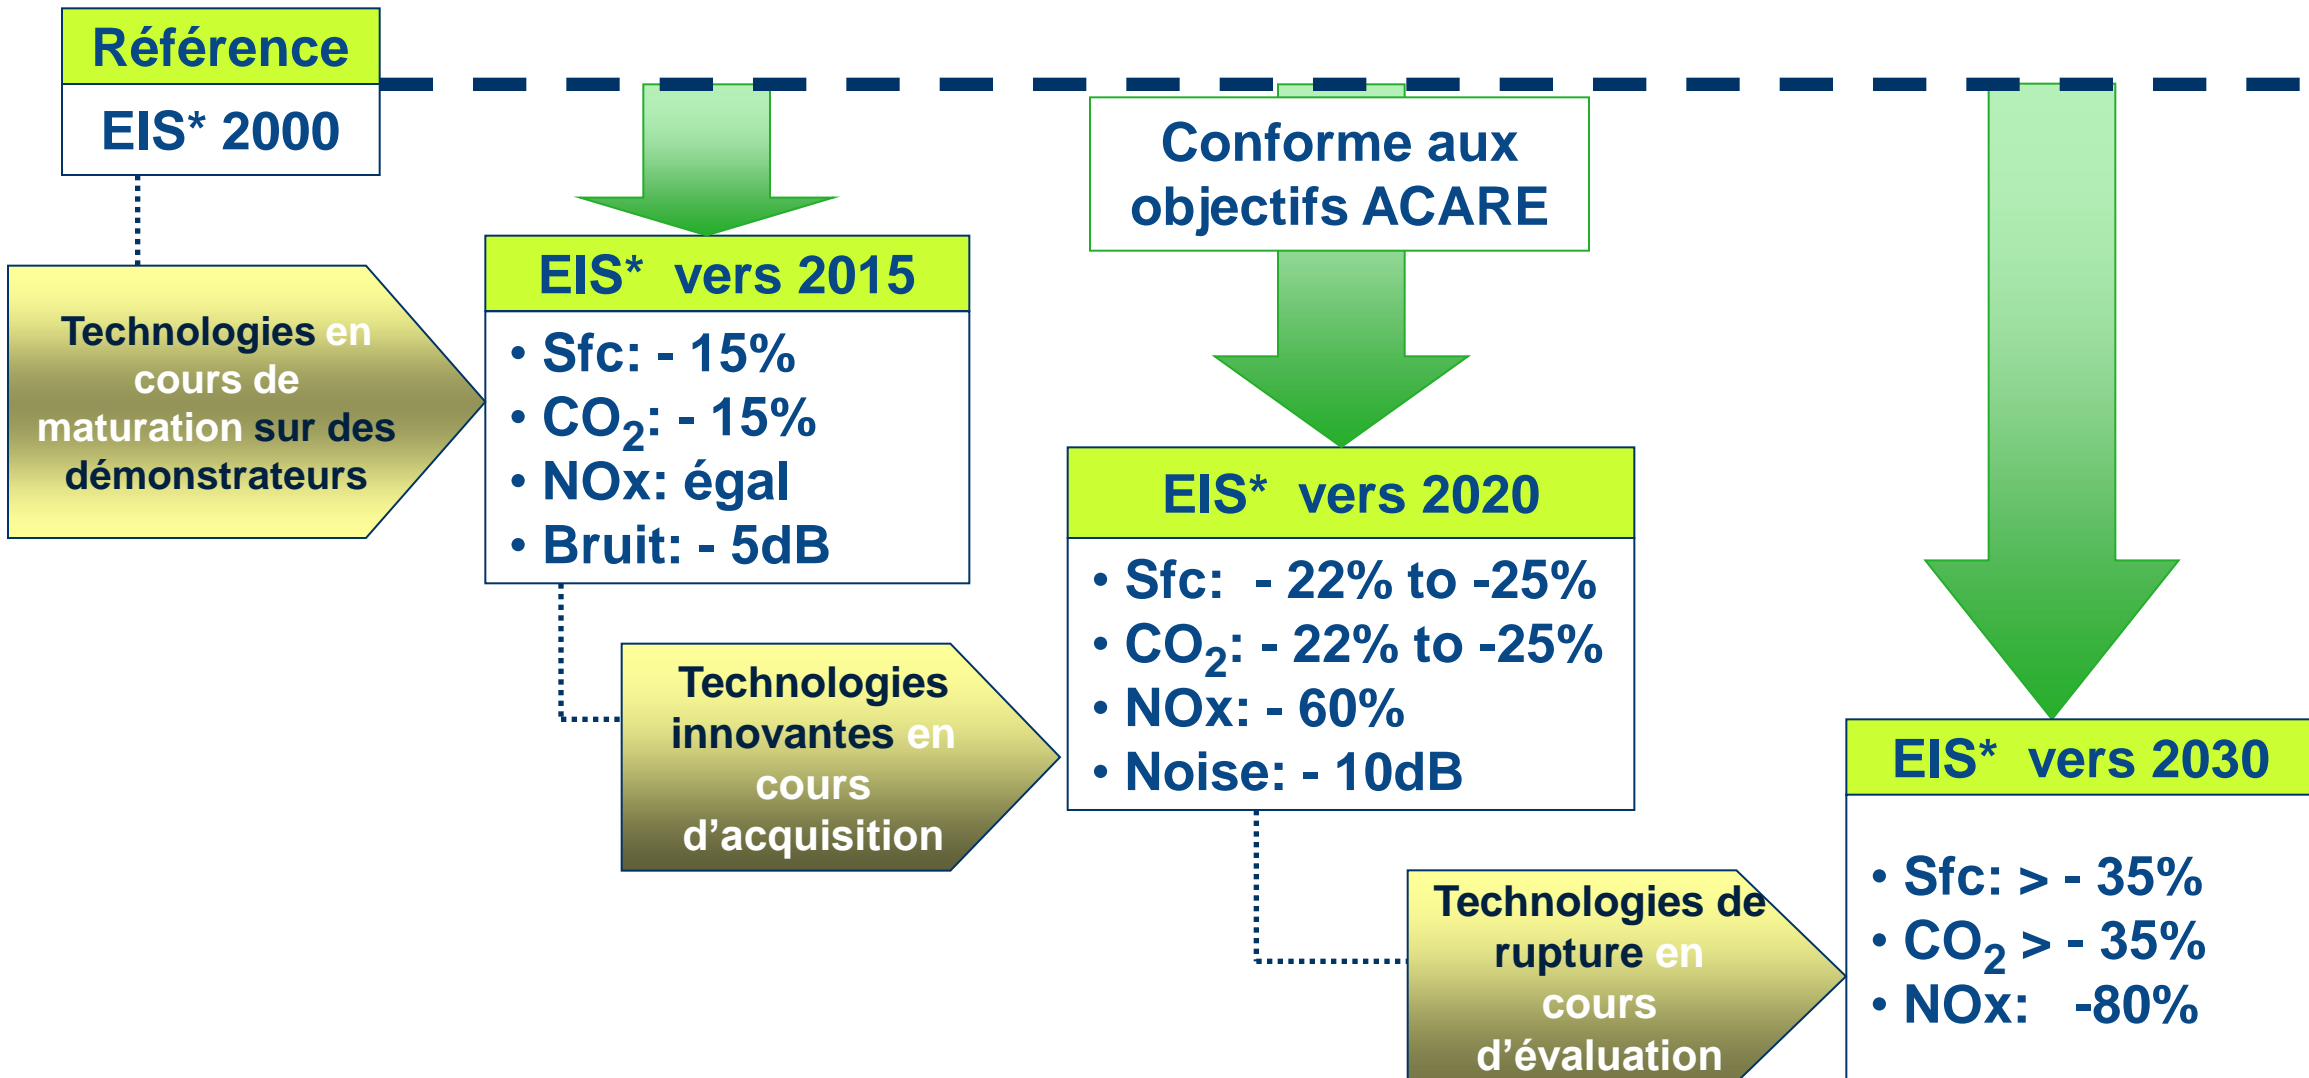 Référence
EIS* 2000
Technologies en
cours de
maturation sur des
démonstrateurs
EIS* vers 2015
• Sfc: - 15%
• CO₂: - 15%
• NOx: égal
• Bruit: - 5dB
Technologies
innovantes en
cours
d’acquisition
Conforme aux
objectifs ACARE
EIS* vers 2020
• Sfc: - 22% to -25%
• CO₂: - 22% to -25%
• NOx: - 60%
• Noise: - 10dB
Technologies de
rupture en
cours
d’évaluation
EIS* vers 2030
• Sfc: > - 35%
• CO₂ > - 35%
• NOx: -80%